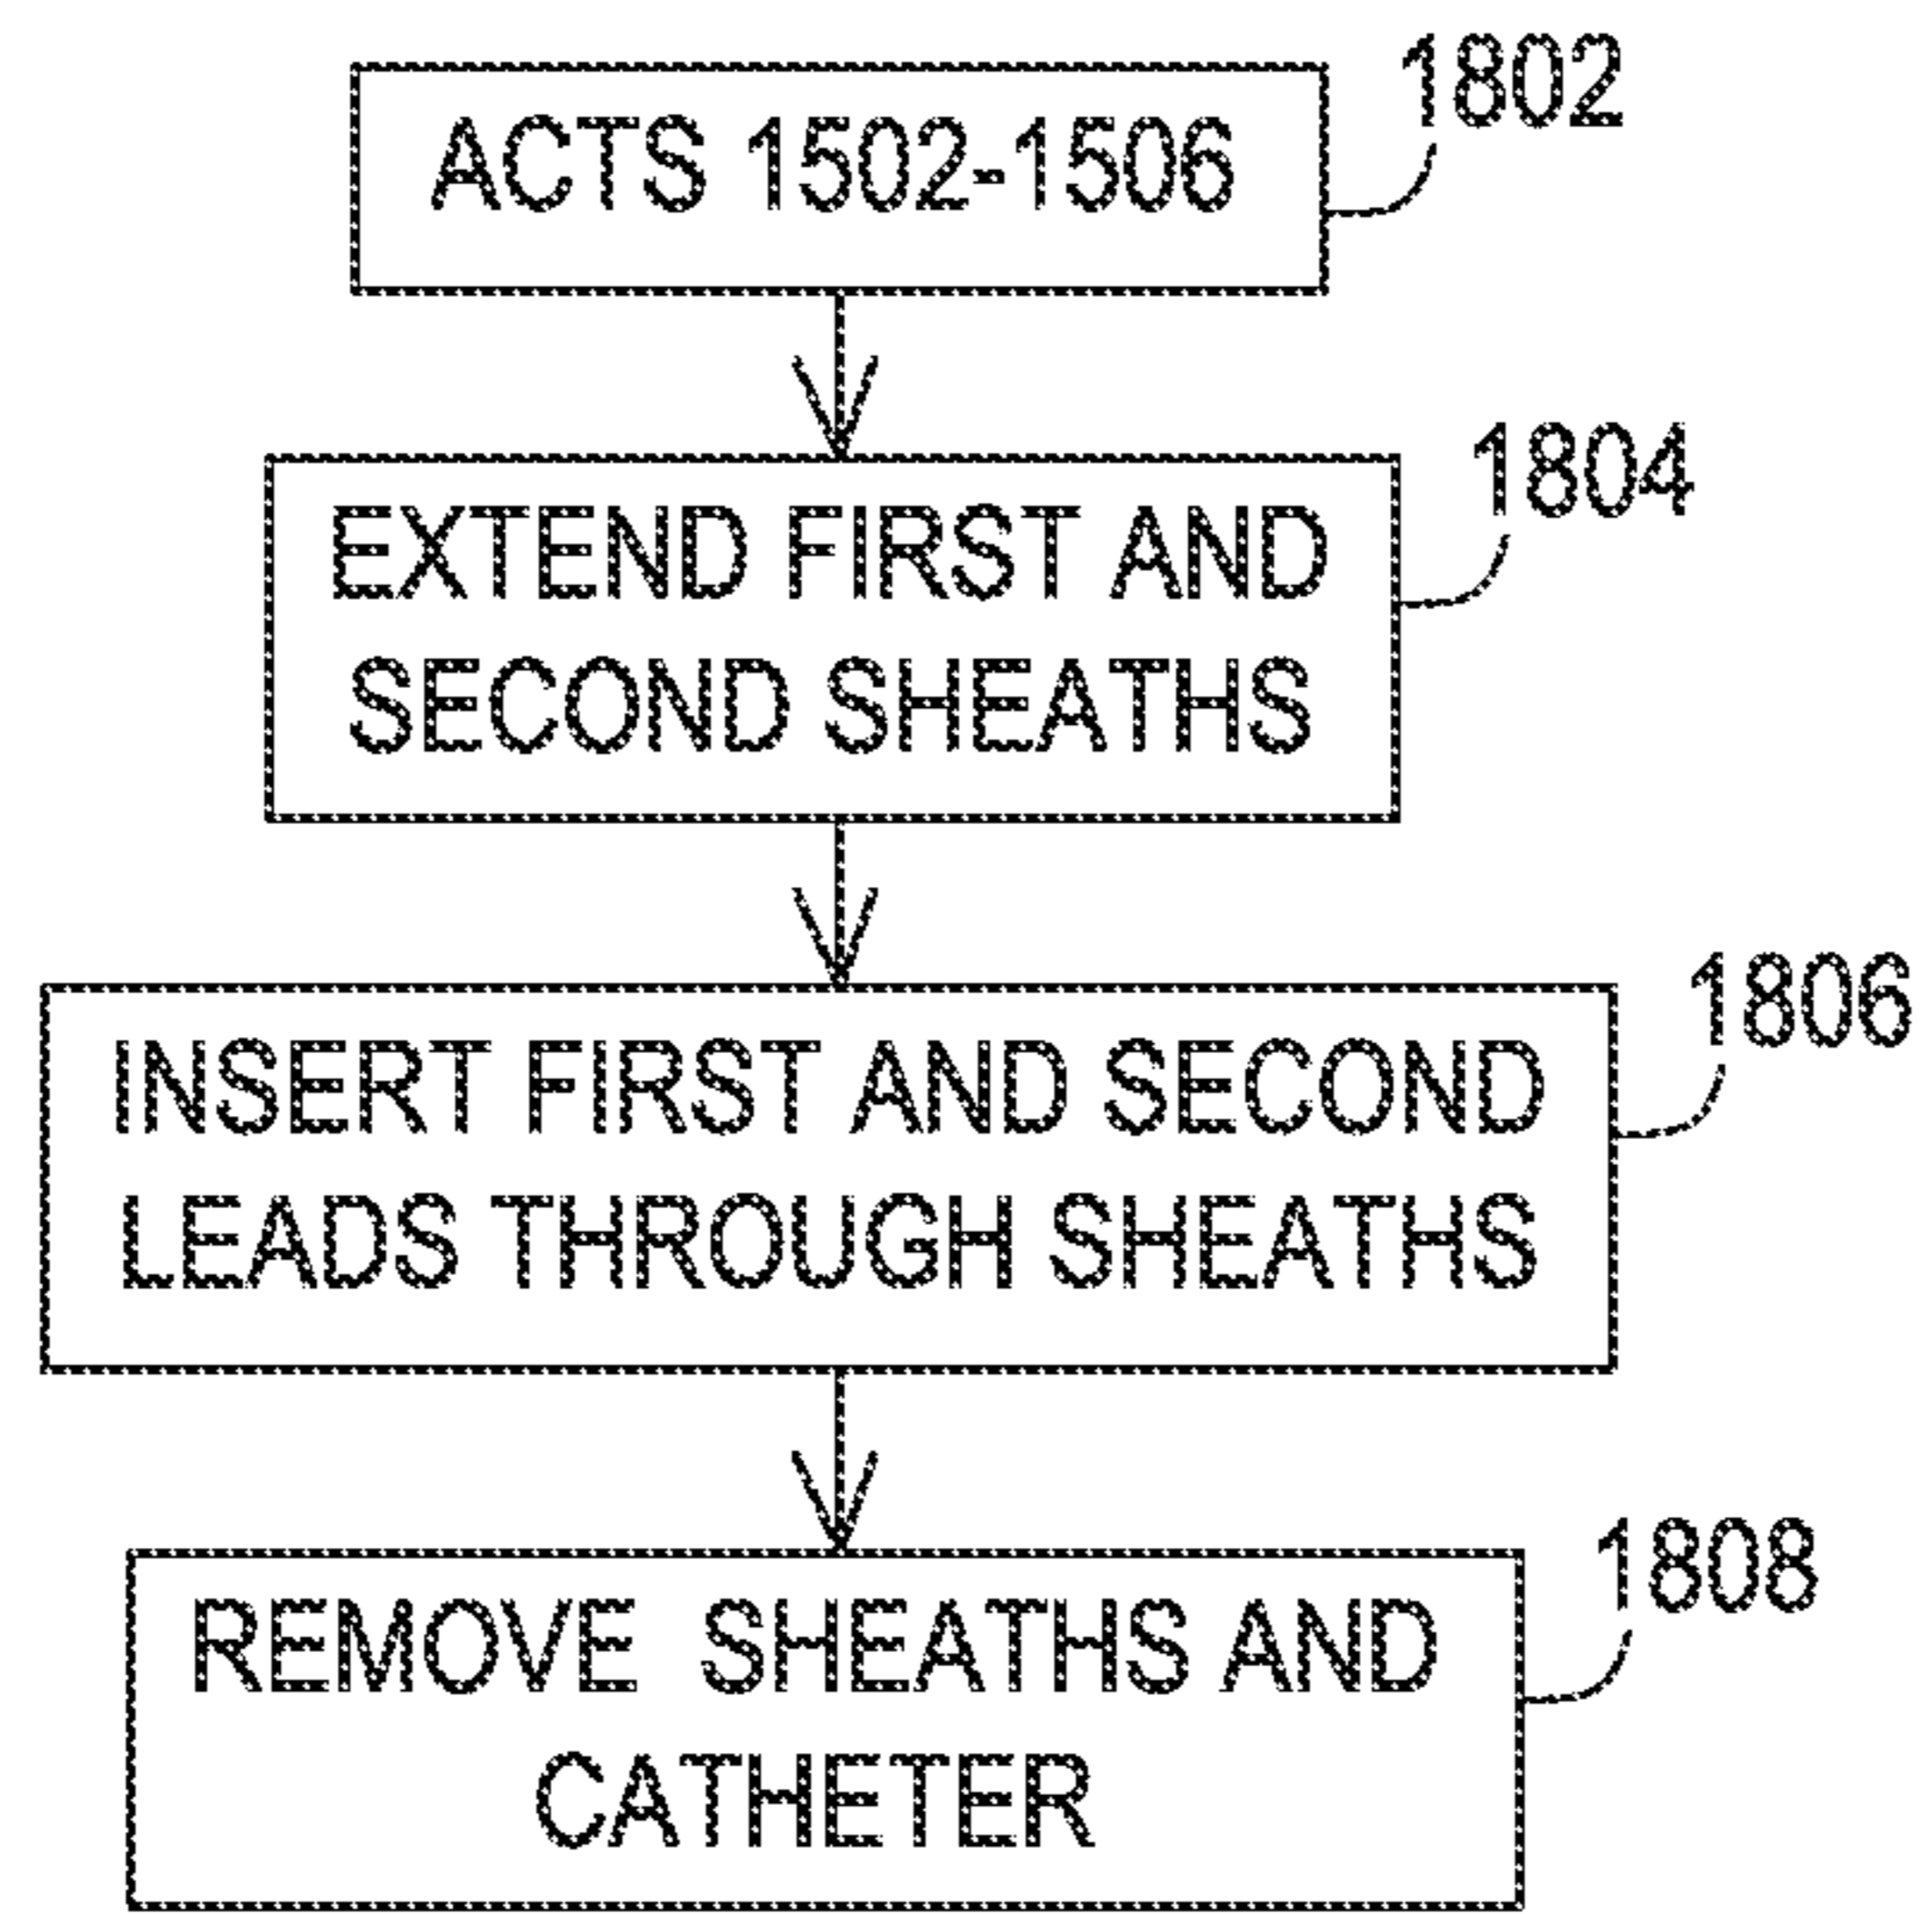 1802
ACTS 1502-1506
1804
EXTEND FIRST AND
SECOND SHEATHS
1806
INSERT FIRST AND SECOND
LEADS THROUGH SHEATHS
1808
REMOVE SHEATHS AND
CATHETER